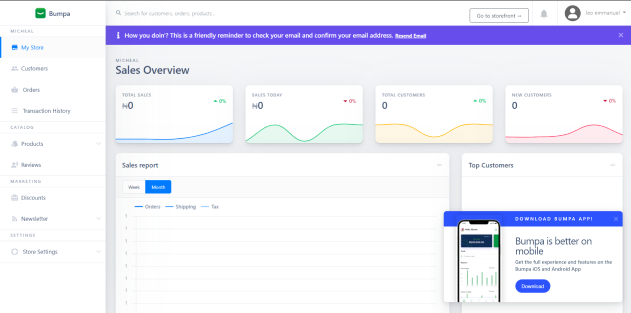 Bumpa
Search for customers, orders, products..
Go to storefront →
How you doin'? This is a friendly reminder to check your email and confirm your email address. Resend Email
MICHEAL
My Store
Customers
Orders
Transaction History
CATALOG
Products
Reviews
MARKETING
Discounts
Newsletter
SETTINGS
Store Settings
MICHEAL
Sales Overview
TOTAL SALES
₦0
0%
SALES TODAY
₦0
0%
TOTAL CUSTOMERS
0
0%
NEW CUSTOMERS
0
0%
Sales report
Week
Month
Orders
Shipping
Tax
Top Customers
DOWNLOAD BUMPA APP!
Bumpa is better on
mobile
Get the full experience and features on the
Bumpa iOS and Android App
Download